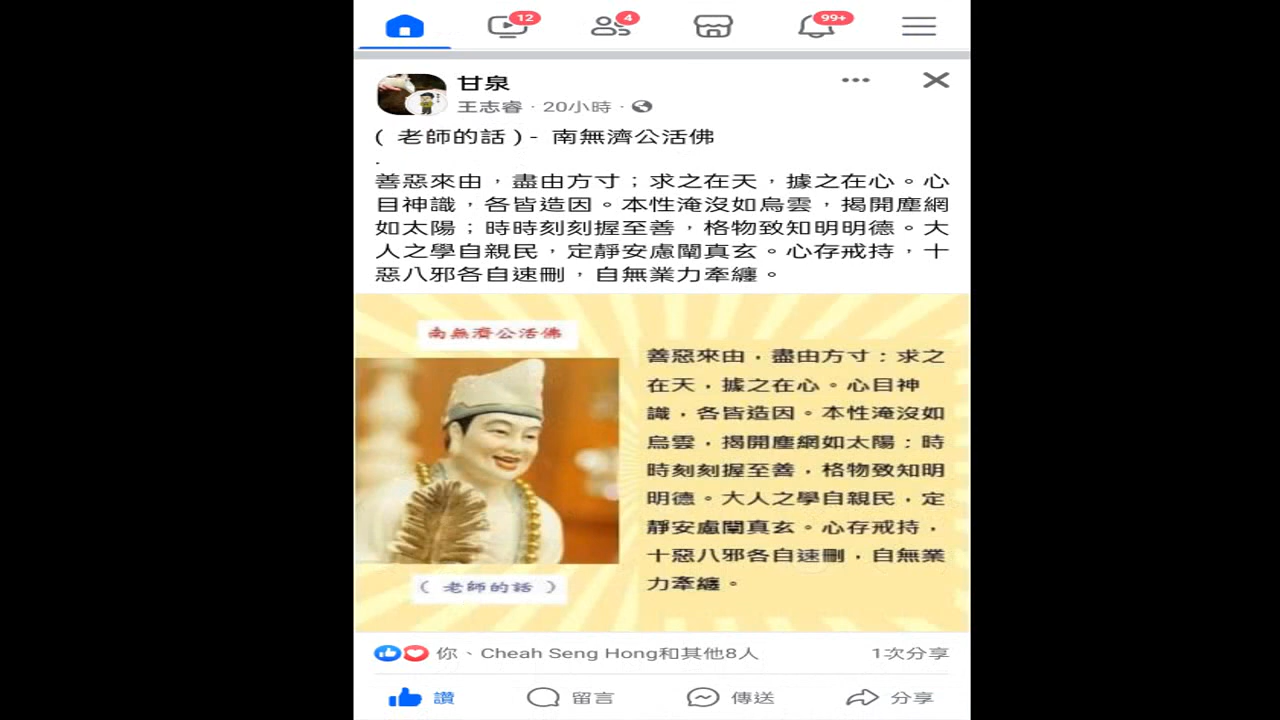 12
4
99+
甘泉
王志睿 · 20小時 ·
( 老師的話 ) - 南無濟公活佛
.
善惡來由，盡由方寸；求之在天，據之在心。心
目神識，各皆造因。本性淹沒如烏雲，揭開塵網
如太陽；時時刻刻握至善，格物致知明明德。大
人之學自親民，定靜安慮闡真玄。心存戒持，十
惡八邪各自速刪，自無業力牽纏。
南無濟公活佛
善惡來由，盡由方寸：求之
在天，據之在心。心目神
識，各皆造因。本性淹沒如
烏雲，揭開塵網如太陽：時
時刻刻握至善，格物致知明
明德。大人之學自親民，定
靜安慮闡真玄。心存戒持，
十惡八邪各自速刪，自無業
力牽纏。
( 老師的話 )
你、Cheah Seng Hong和其他8人
1次分享
讚
留言
傳送
分享